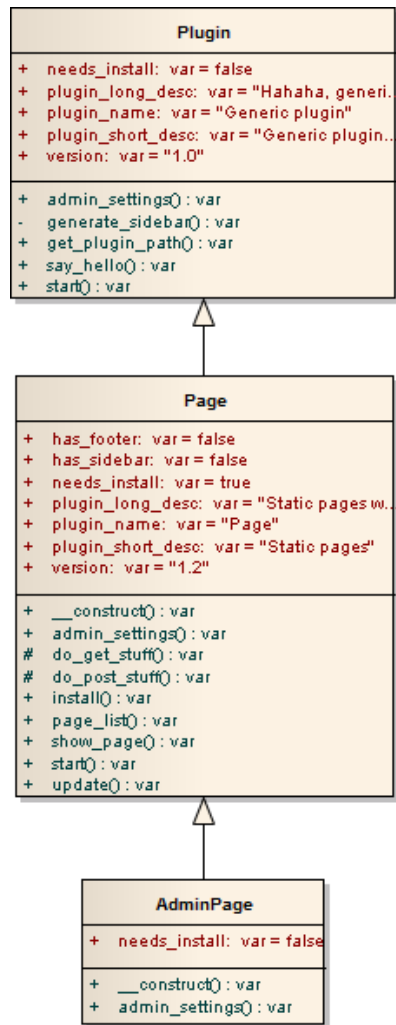 Plugin
+ needs_install: var = false
+ plugin_long_desc: var = "Hahaha, generi...
+ plugin_name: var = "Generic plugin"
+ plugin_short_desc: var = "Generic plugin...
+ version: var = "1.0"
+ admin_settings() : var
- generate_sidebar() : var
+ get_plugin_path() : var
+ say_hello() : var
+ start() : var
Page
+ has_footer: var = false
+ has_sidebar: var = false
+ needs_install: var = true
+ plugin_long_desc: var = "Static pages w...
+ plugin_name: var = "Page"
+ plugin_short_desc: var = "Static pages"
+ version: var = "1.2"
+ __construct() : var
+ admin_settings() : var
# do_get_stuff() : var
# do_post_stuff() : var
+ install() : var
+ page_list() : var
+ show_page() : var
+ start() : var
+ update() : var
AdminPage
+ needs_install: var = false
+ __construct() : var
+ admin_settings() : var